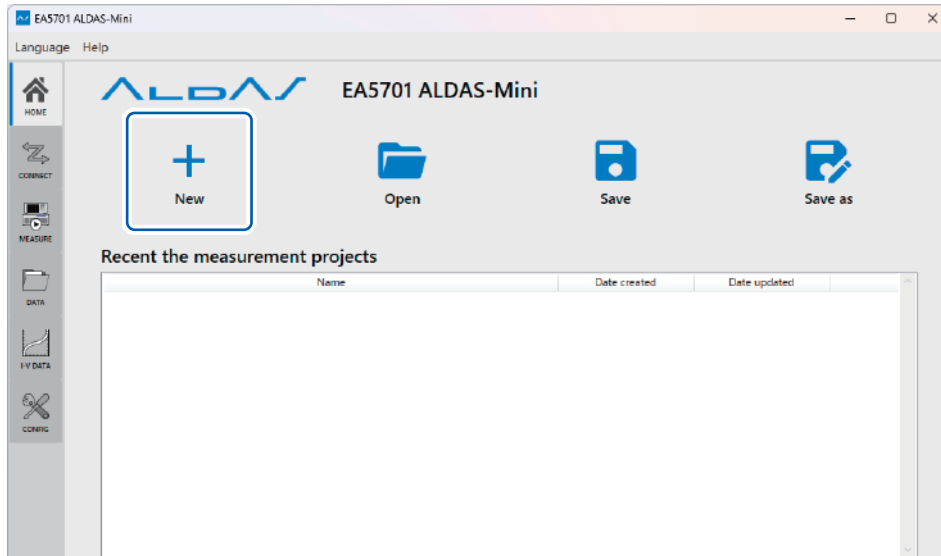 EA5701 ALDAS-Mini
Language Help
HOME
ALDAS EA5701 ALDAS-Mini
CONNECT
New Open Save Save as
MEASURE
Recent the measurement projects
Name Date created Date updated
DATA
I-V DATA
CONFIG